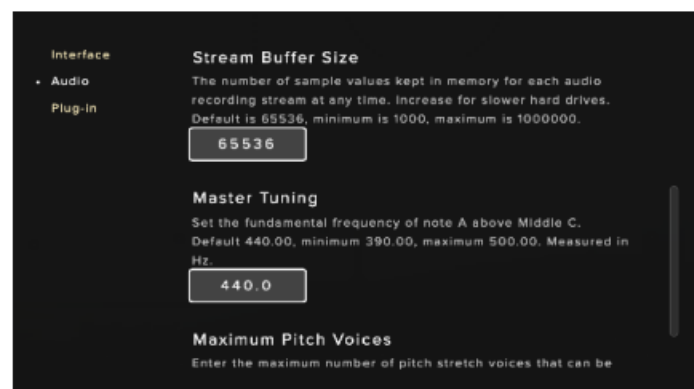 Interface
Audio
Plug-in
Stream Buffer Size
The number of sample values kept in memory for each audio
recording stream at any time. Increase for slower hard drives.
Default is 65536, minimum is 1000, maximum is 1000000.
65536
Master Tuning
Set the fundamental frequency of note A above Middle C.
Default 440.00, minimum 390.00, maximum 500.00. Measured in
Hz.
440.0
Maximum Pitch Voices
Enter the maximum number of pitch stretch voices that can be